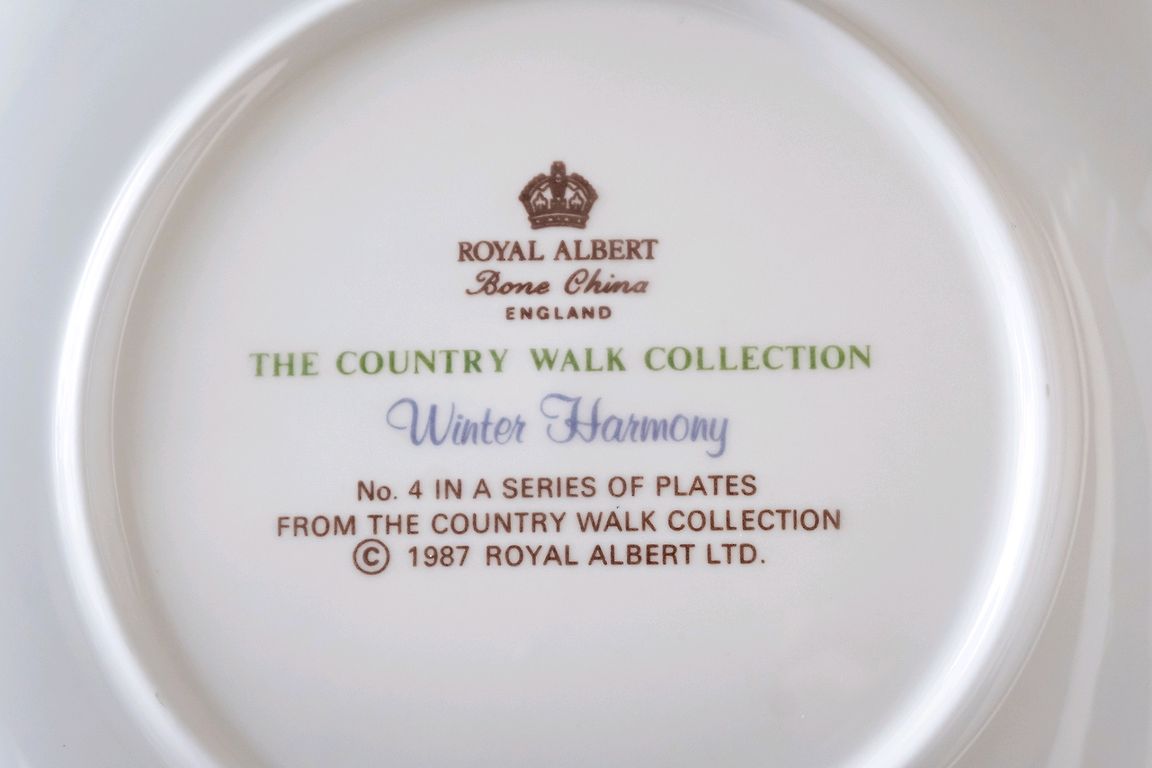 ROYAL ALBERT
Bone China
ENGLAND
THE COUNTRY WALK COLLECTION
Winter Harmony
No. 4 IN A SERIES OF PLATES
FROM THE COUNTRY WALK COLLECTION
© 1987 ROYAL ALBERT LTD.